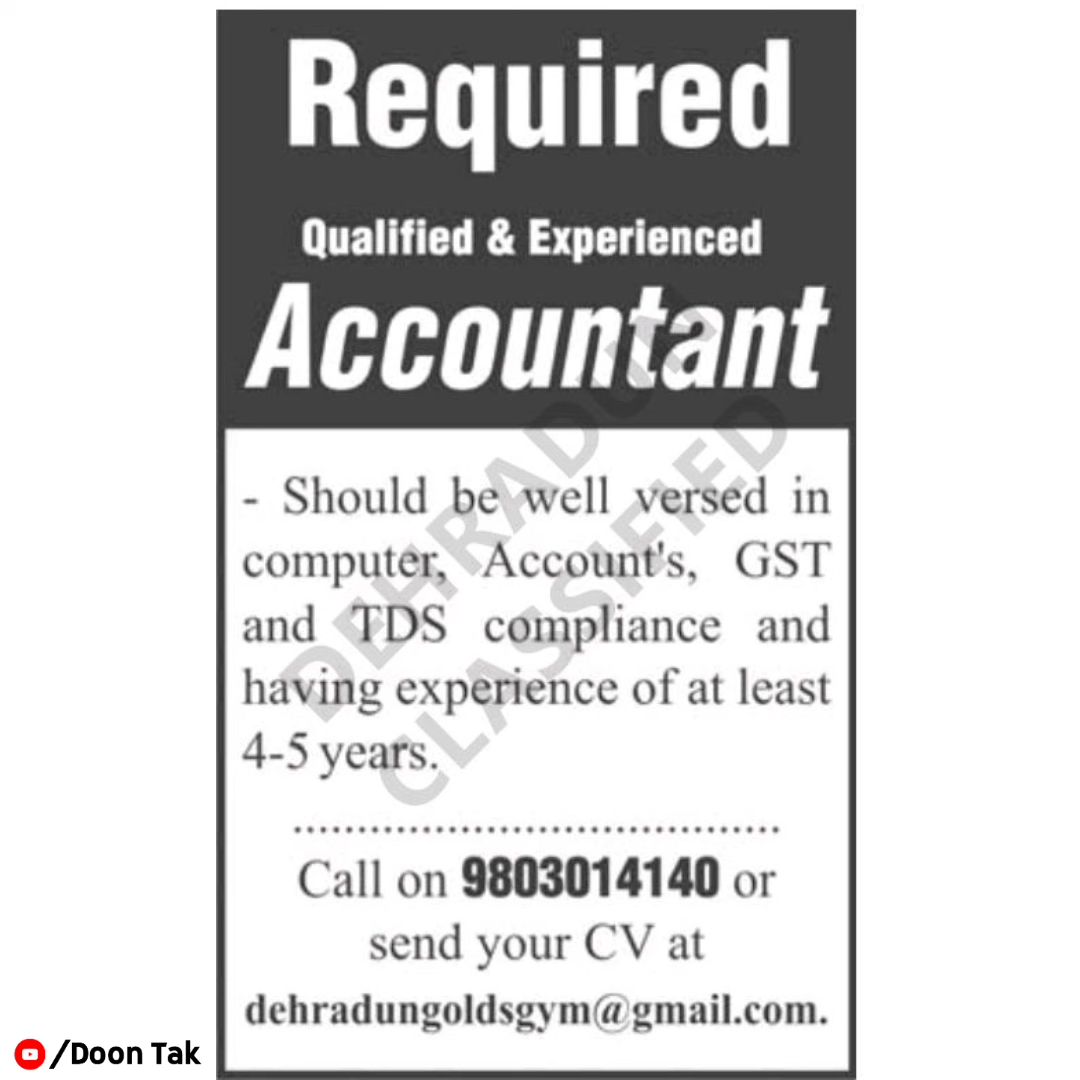 Required
Qualified & Experienced
Accountant
- Should be well versed in
computer, Account's, GST
and TDS compliance and
having experience of at least
4-5 years.
.......................................
Call on 9803014140 or
send your CV at
dehradungoldsgym@gmail.com.
DEHRADUN
CLASSIFIED
/Doon Tak